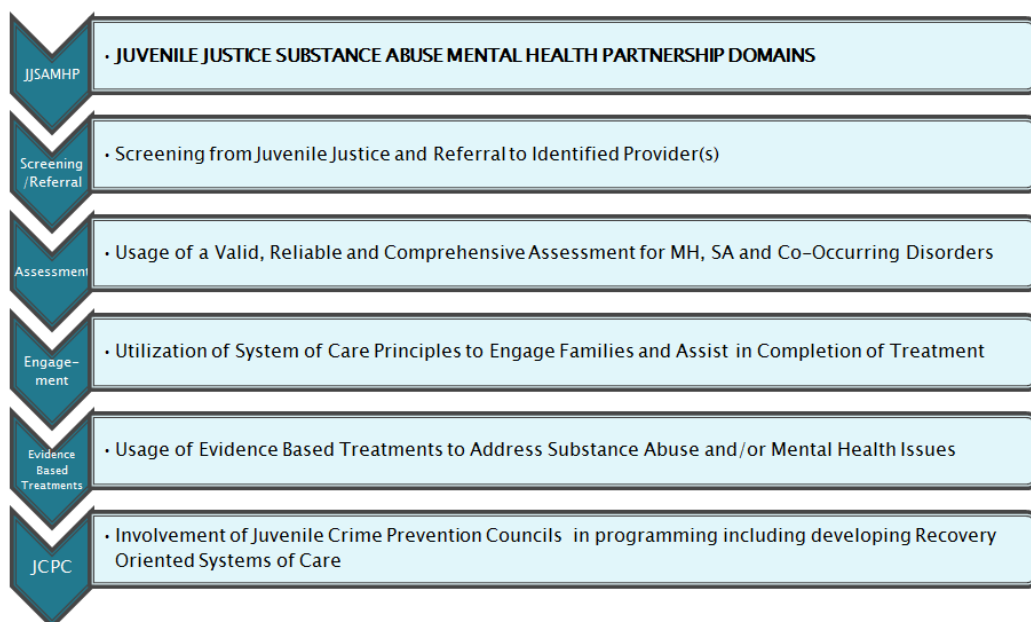 JJSAMHP
· JUVENILE JUSTICE SUBSTANCE ABUSE MENTAL HEALTH PARTNERSHIP DOMAINS
Screening
/Referral
· Screening from Juvenile Justice and Referral to Identified Provider(s)
Assessment
· Usage of a Valid, Reliable and Comprehensive Assessment for MH, SA and Co-Occurring Disorders
Engage-
ment
· Utilization of System of Care Principles to Engage Families and Assist in Completion of Treatment
Evidence
Based
Treatments
· Usage of Evidence Based Treatments to Address Substance Abuse and/or Mental Health Issues
JCPC
· Involvement of Juvenile Crime Prevention Councils in programming including developing Recovery
Oriented Systems of Care